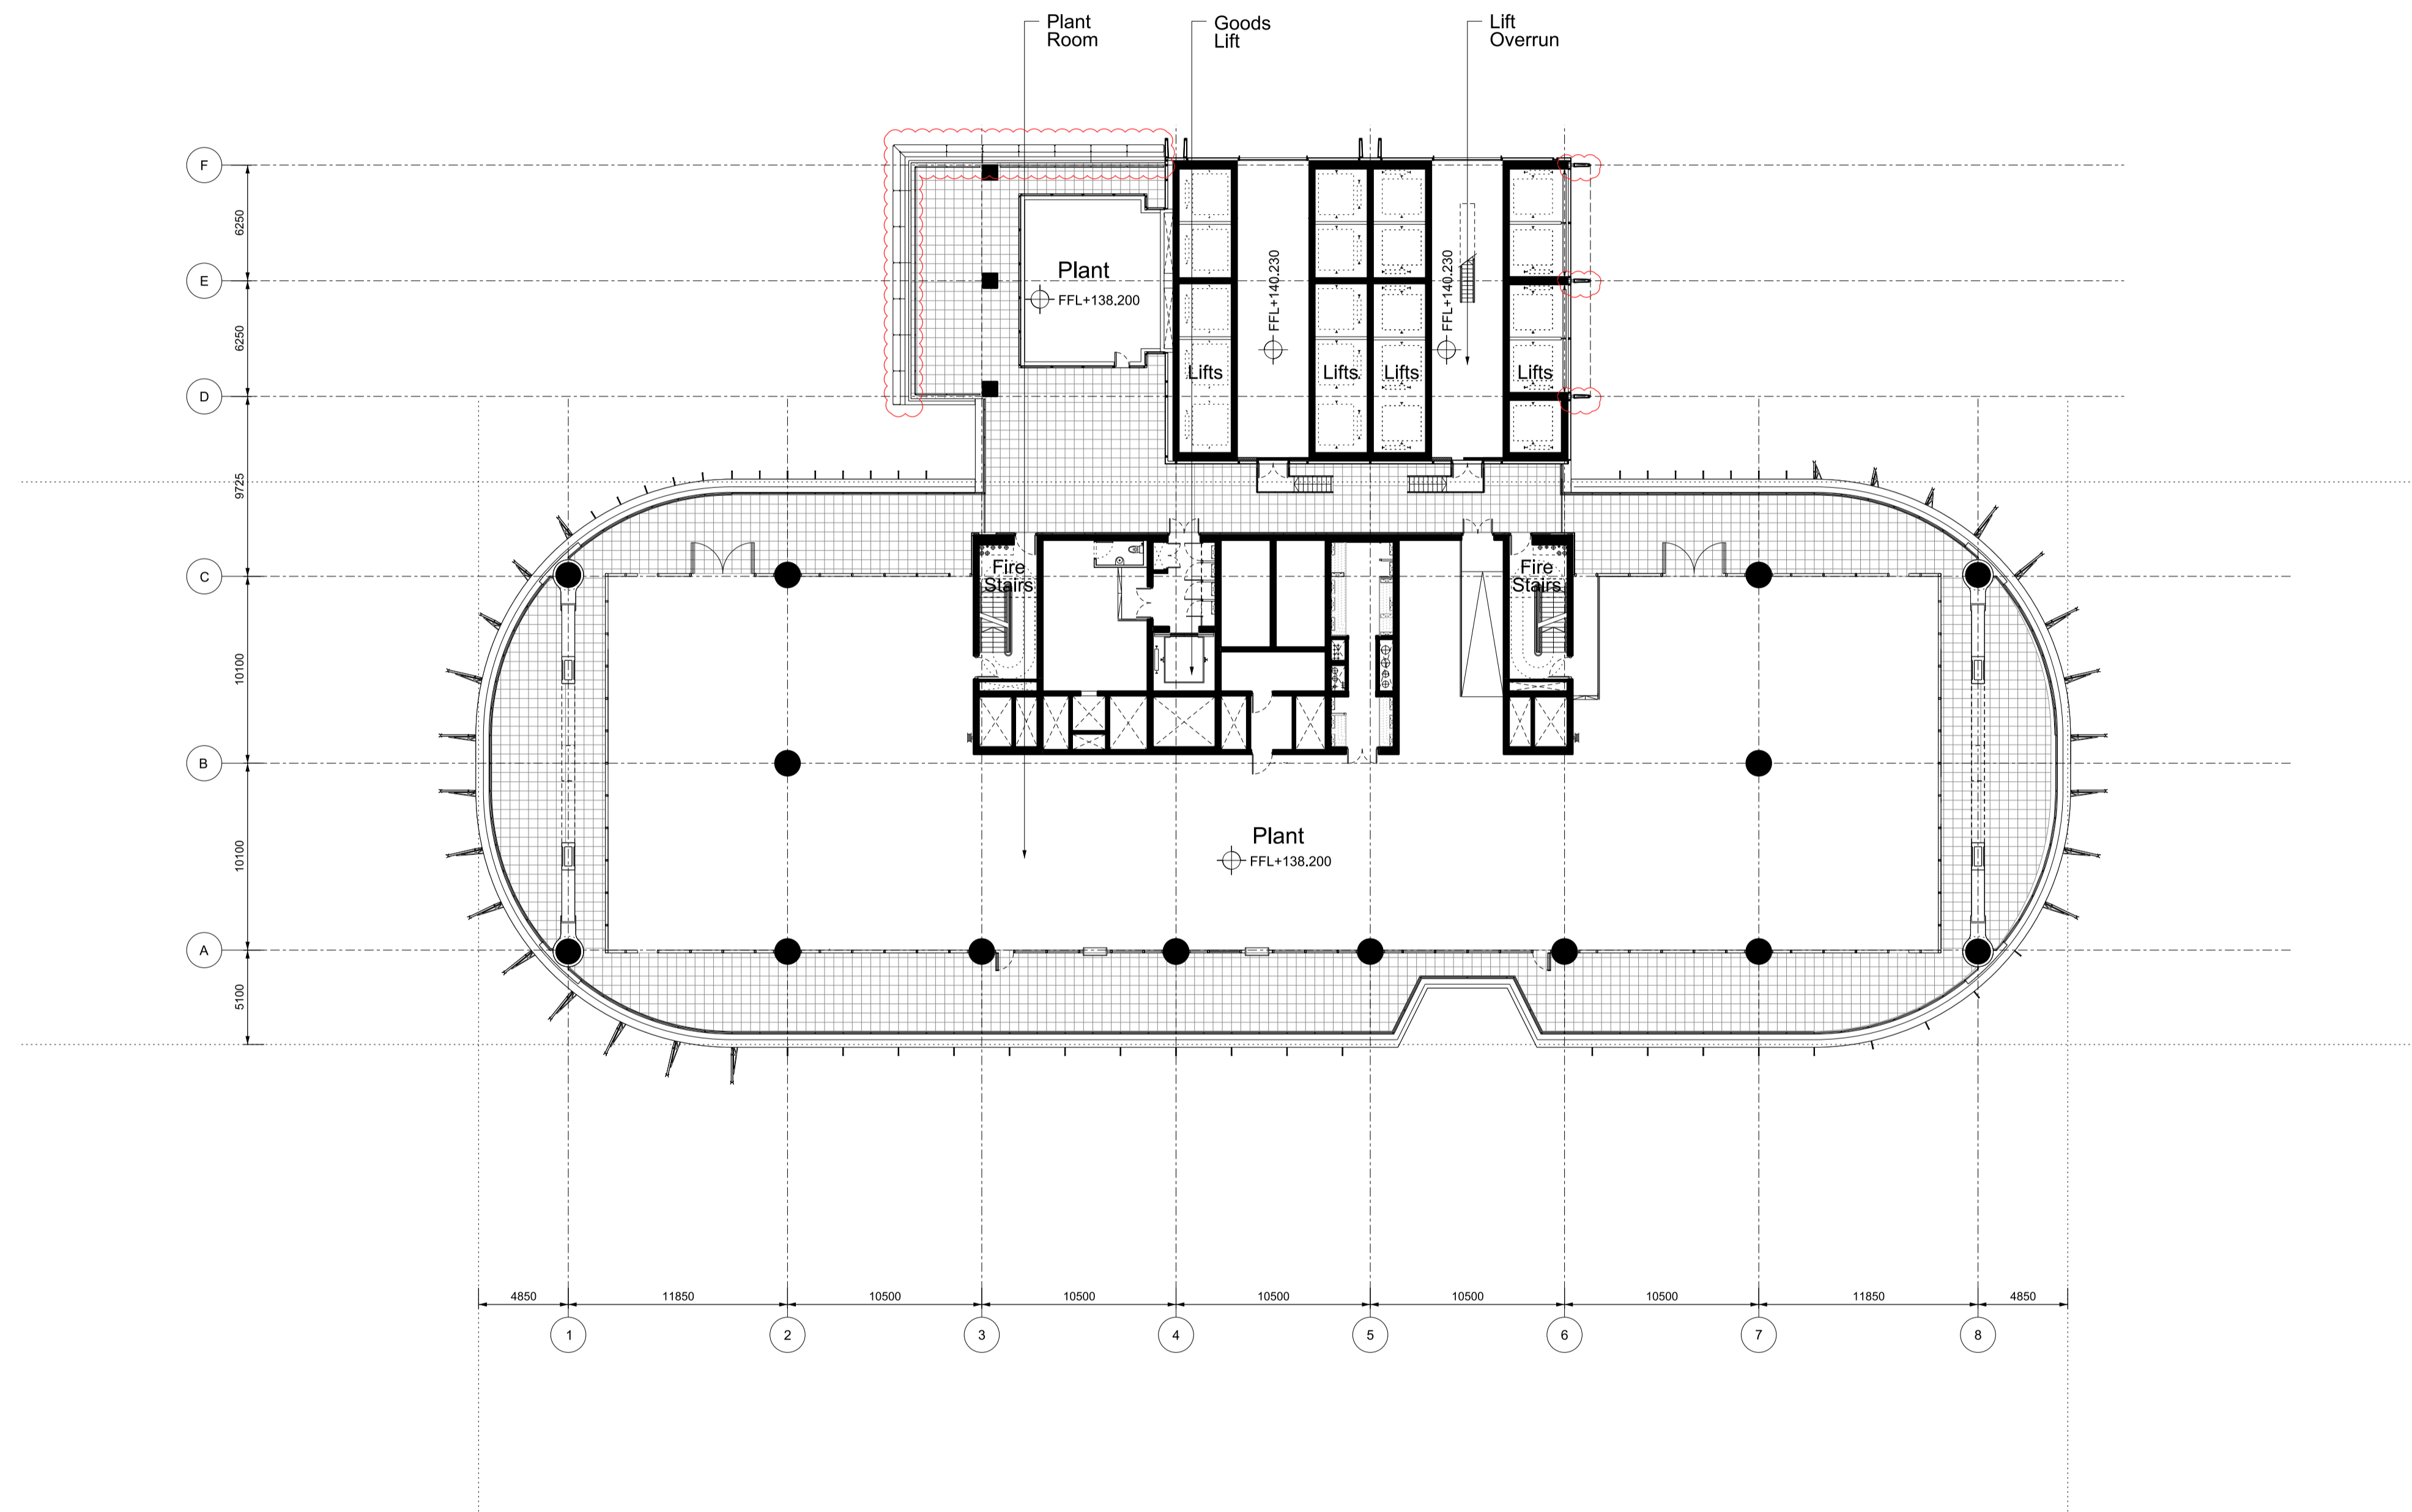 Plant
Room
Goods
Lift
Lift
Overrun
F
6250
E
6250
D
9725
C
10100
B
10100
A
5100
Plant
FFL+138.200
FFL+140.230
FFL+140.230
Lifts
Lifts
Lifts
Lifts
Fire
Stairs
Fire
Stairs
Plant
FFL+138.200
4850
11850
10500
10500
10500
10500
10500
11850
4850
1
2
3
4
5
6
7
8